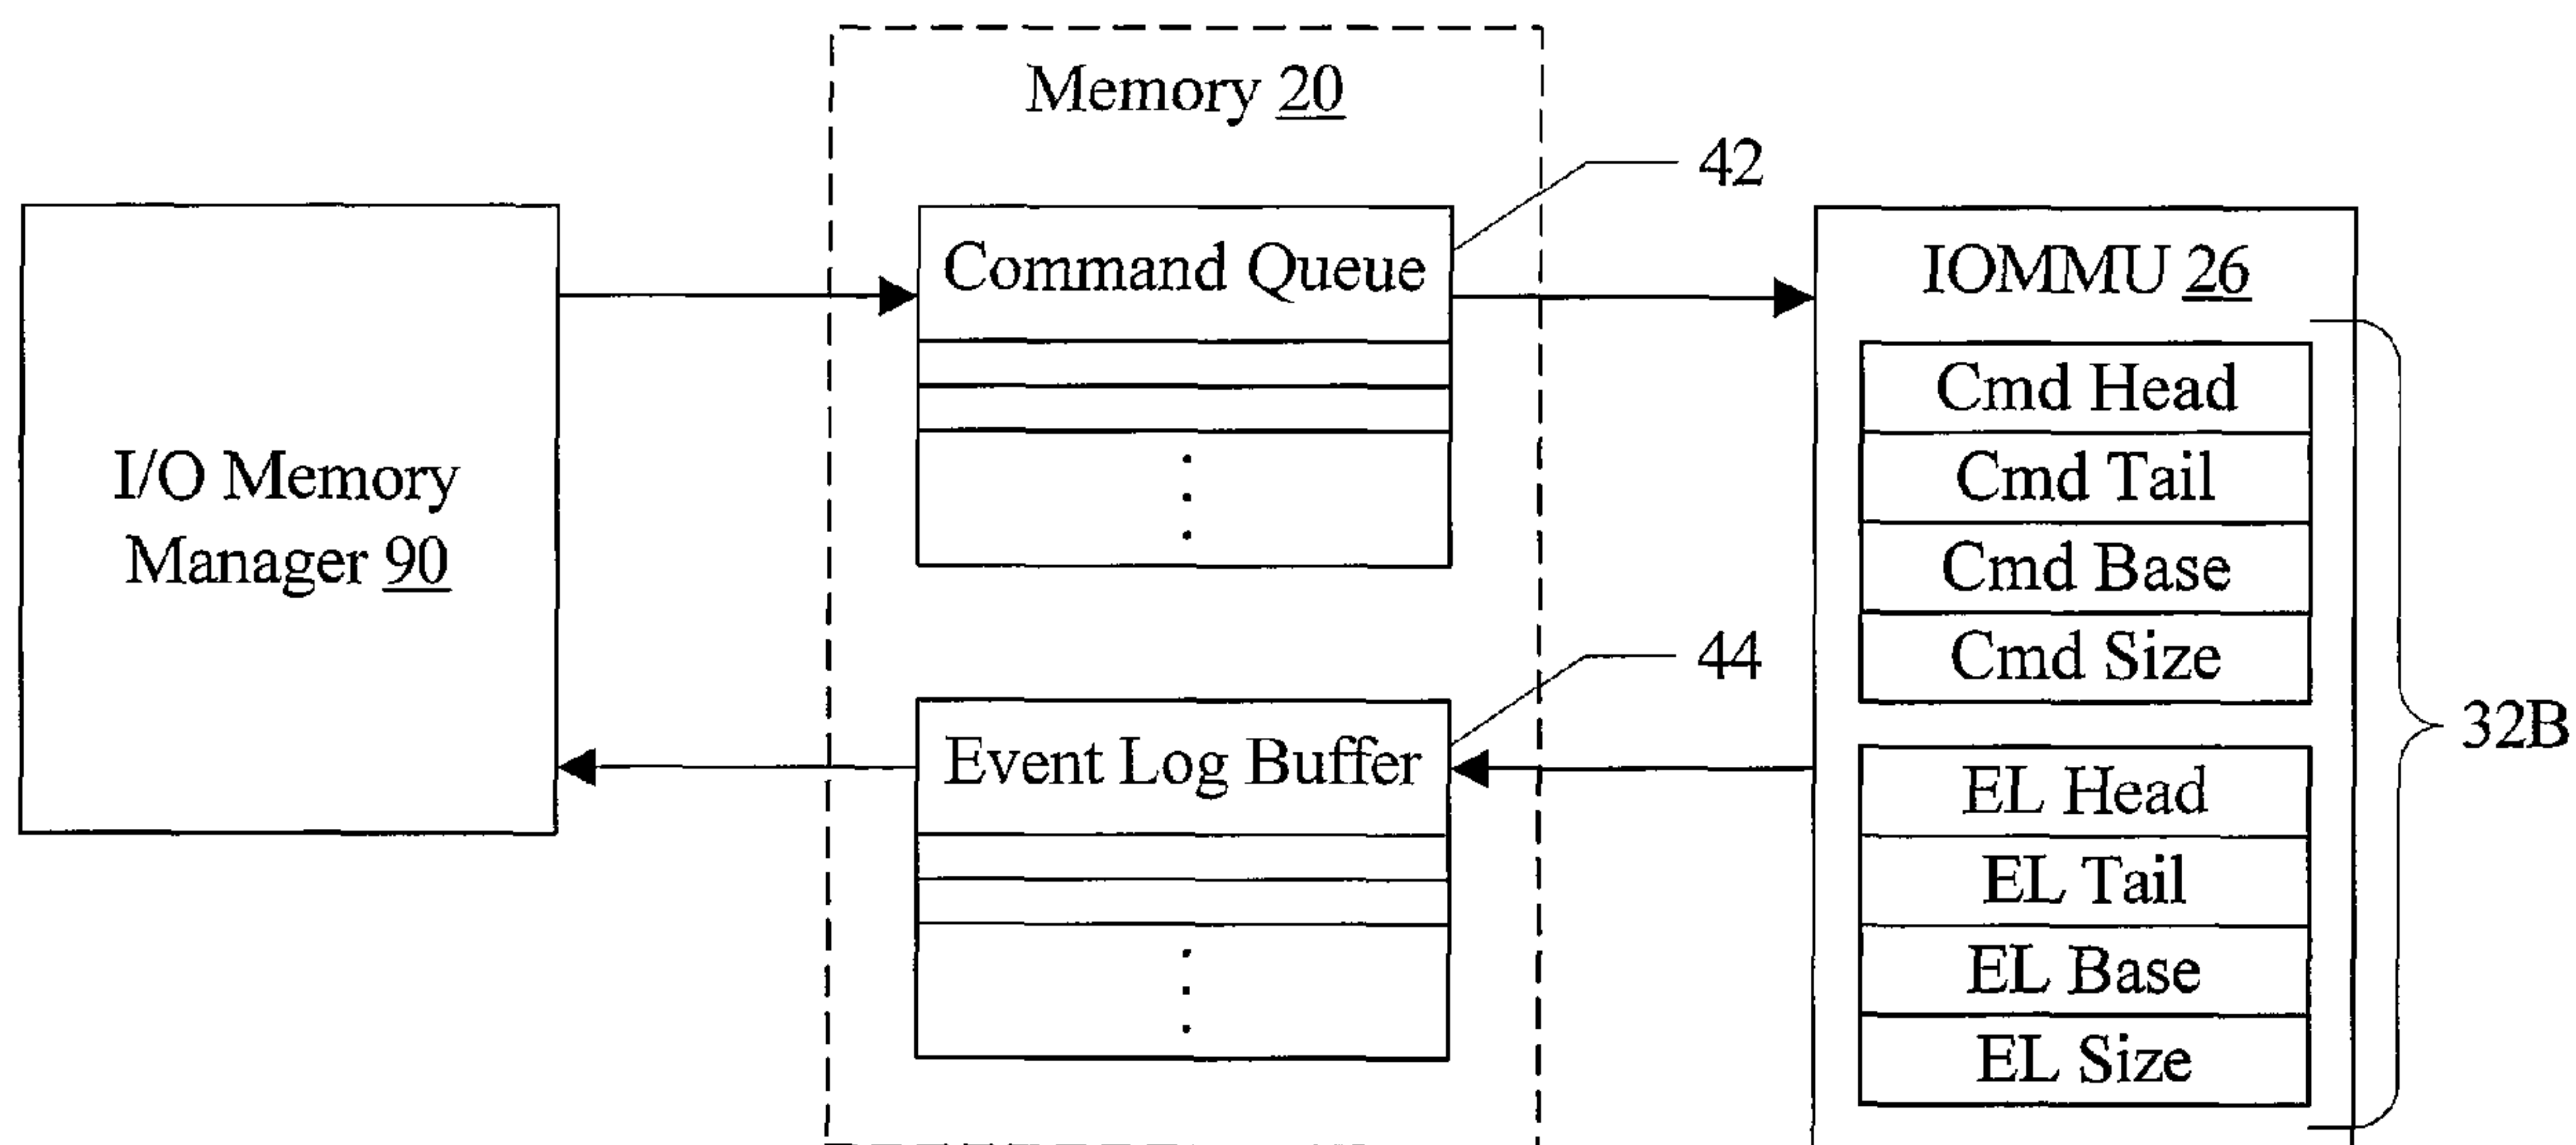 Memory 20
42
Command Queue
I/O Memory
Manager 90
44
Event Log Buffer
IOMMU 26
Cmd Head
Cmd Tail
Cmd Base
Cmd Size
EL Head
EL Tail
EL Base
EL Size
32B